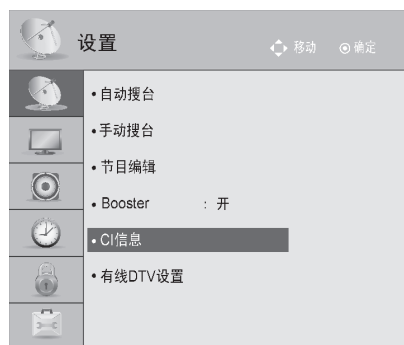 设置 移动 确定
• 自动搜台
• 手动搜台
• 节目编辑
• Booster : 开
• CI信息
• 有线DTV设置